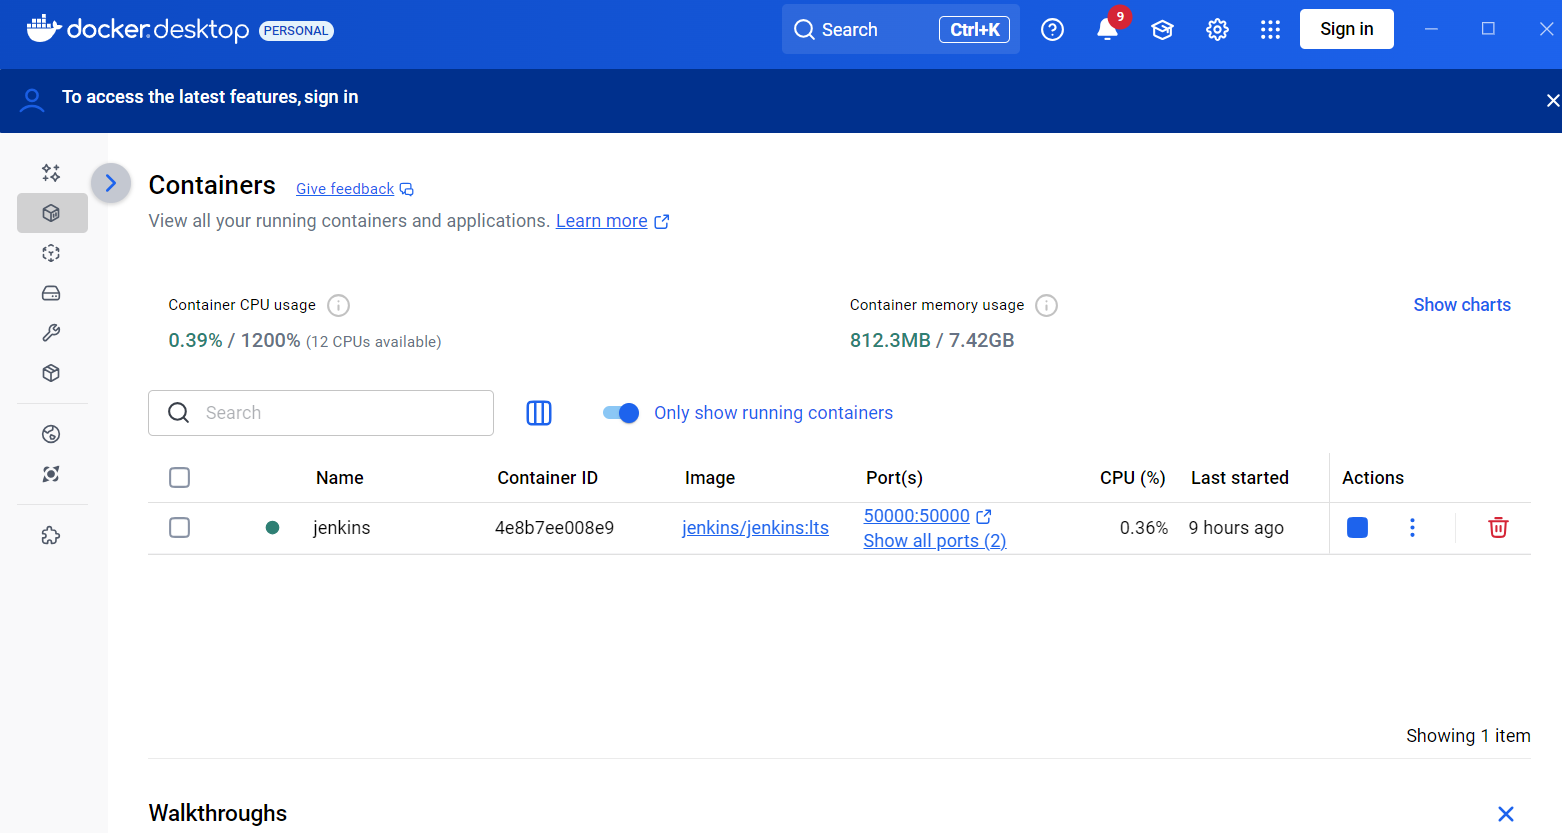 docker.desktop PERSONAL
Search Ctrl+K
9
Sign in
To access the latest features, sign in
Containers Give feedback
View all your running containers and applications. Learn more
Container CPU usage
0.39% / 1200% (12 CPUs available)
Container memory usage
812.3MB / 7.42GB
Show charts
Search
Only show running containers
Name Container ID Image Port(s) CPU (%) Last started Actions
jenkins 4e8b7ee008e9 jenkins/jenkins:lts 50000:50000 0.36% 9 hours ago
Show all ports (2)
Showing 1 item
Walkthroughs